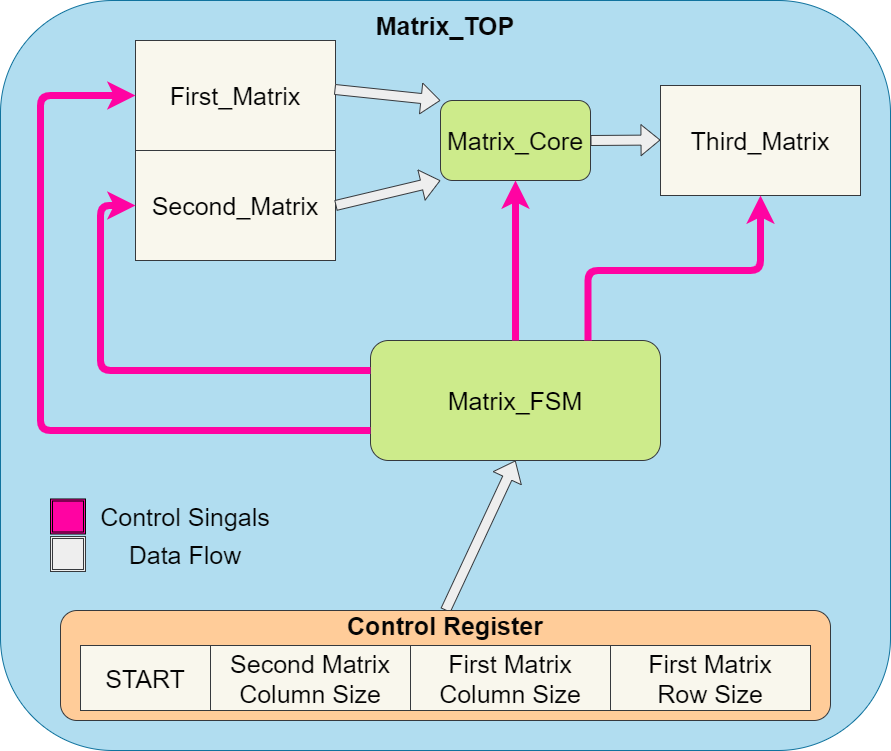 Matrix_TOP
First_Matrix
Second_Matrix
Matrix_Core
Third_Matrix
Matrix_FSM
Control Singals
Data Flow
Control Register
START
Second Matrix
Column Size
First Matrix
Column Size
First Matrix
Row Size